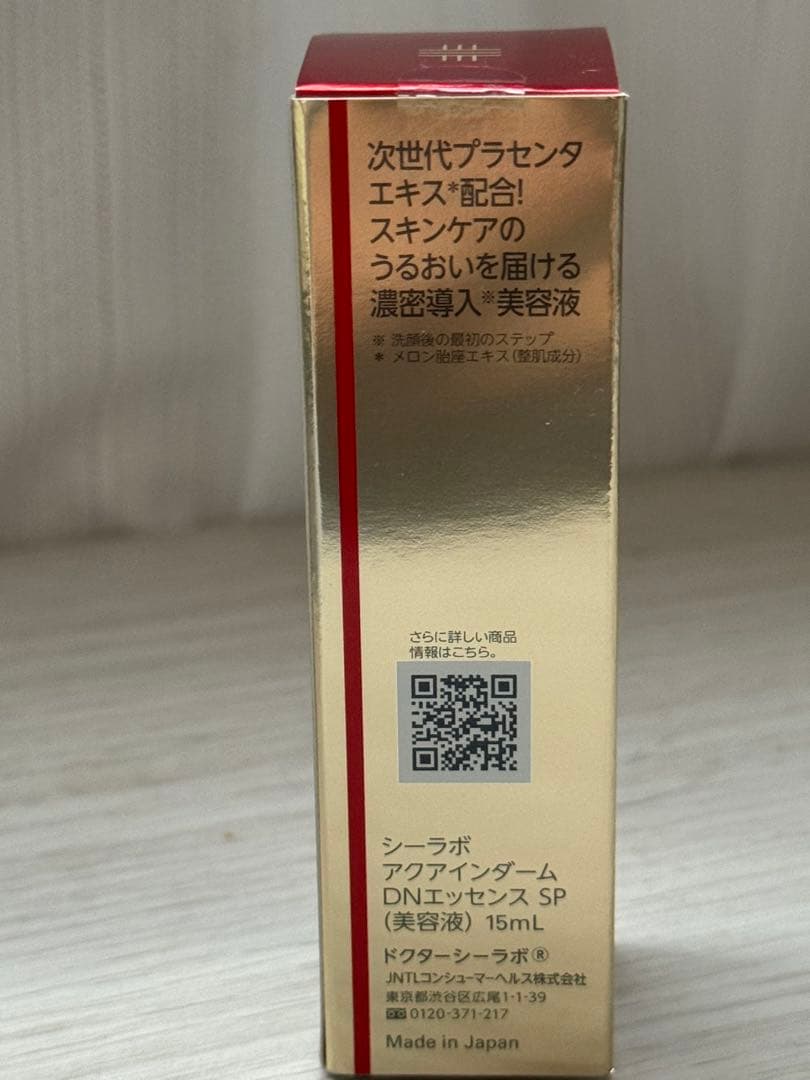 次世代プラセンタ
エキス*配合!
スキンケアの
うるおいを届ける
濃密導入※美容液
※ 洗顔後の最初のステップ
* メロン胎座エキス(整肌成分)
さらに詳しい商品
情報はこちら。
シーラボ
アクアインダーム
DNエッセンス SP
(美容液) 15mL
ドクターシーラボ®
JNTLコンシューマーヘルス株式会社
東京都渋谷区広尾1-1-39
0120-371-217
Made in Japan